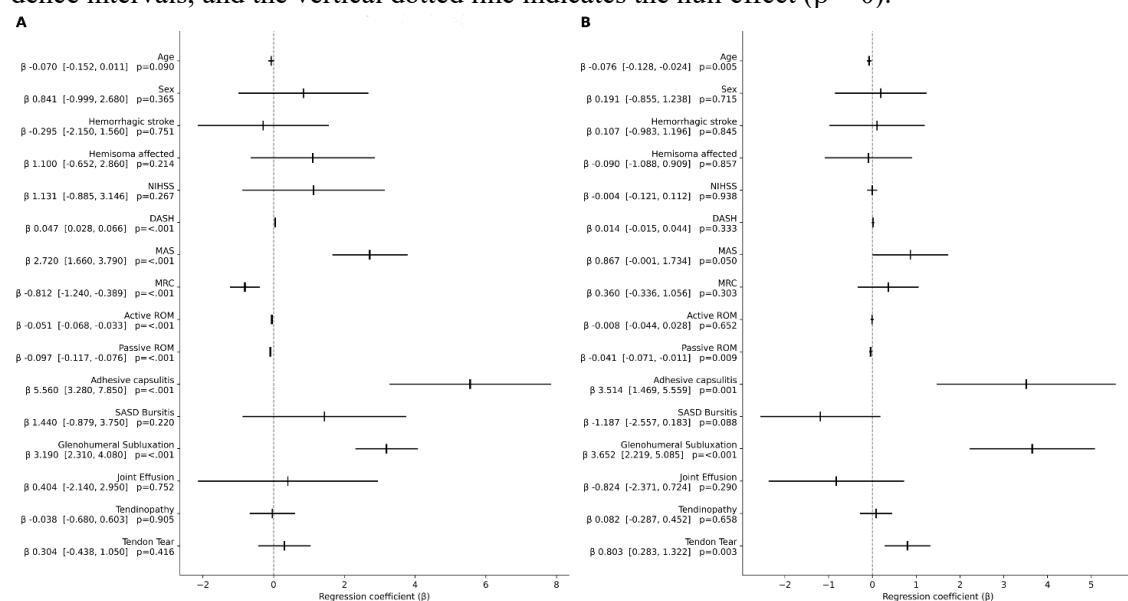 dence intervals, and the vertical dotted line indicates the null effect (β = 0).
A
Age
β -0.070 [-0.152, 0.011] p=0.090
Sex
β 0.841 [-0.999, 2.680] p=0.365
Hemorrhagic stroke
β -0.295 [-2.150, 1.560] p=0.751
Hemisoma affected
β 1.100 [-0.652, 2.860] p=0.214
NIHSS
β 1.131 [-0.885, 3.146] p=0.267
DASH
β 0.047 [0.028, 0.066] p=<.001
MAS
β 2.720 [1.660, 3.790] p=<.001
MRC
β -0.812 [-1.240, -0.389] p=<.001
Active ROM
β -0.051 [-0.068, -0.033] p=<.001
Passive ROM
β -0.097 [-0.117, -0.076] p=<.001
Adhesive capsulitis
β 5.560 [3.280, 7.850] p=<.001
SASD Bursitis
β 1.440 [-0.879, 3.750] p=0.220
Glenohumeral Subluxation
β 3.190 [2.310, 4.080] p=<.001
Joint Effusion
β 0.404 [-2.140, 2.950] p=0.752
Tendinopathy
β -0.038 [-0.680, 0.603] p=0.905
Tendon Tear
β 0.304 [-0.438, 1.050] p=0.416
−2 0 2 4 6 8
Regression coefficient (β)
B
Age
β -0.076 [-0.128, -0.024] p=0.005
Sex
β 0.191 [-0.855, 1.238] p=0.715
Hemorrhagic stroke
β 0.107 [-0.983, 1.196] p=0.845
Hemisoma affected
β -0.090 [-1.088, 0.909] p=0.857
NIHSS
β -0.004 [-0.121, 0.112] p=0.938
DASH
β 0.014 [-0.015, 0.044] p=0.333
MAS
β 0.867 [-0.001, 1.734] p=0.050
MRC
β 0.360 [-0.336, 1.056] p=0.303
Active ROM
β -0.008 [-0.044, 0.028] p=0.652
Passive ROM
β -0.041 [-0.071, -0.011] p=0.009
Adhesive capsulitis
β 3.514 [1.469, 5.559] p=0.001
SASD Bursitis
β -1.187 [-2.557, 0.183] p=0.088
Glenohumeral Subluxation
β 3.652 [2.219, 5.085] p=<0.001
Joint Effusion
β -0.824 [-2.371, 0.724] p=0.290
Tendinopathy
β 0.082 [-0.287, 0.452] p=0.658
Tendon Tear
β 0.803 [0.283, 1.322] p=0.003
−2 −1 0 1 2 3 4 5
Regression coefficient (β)